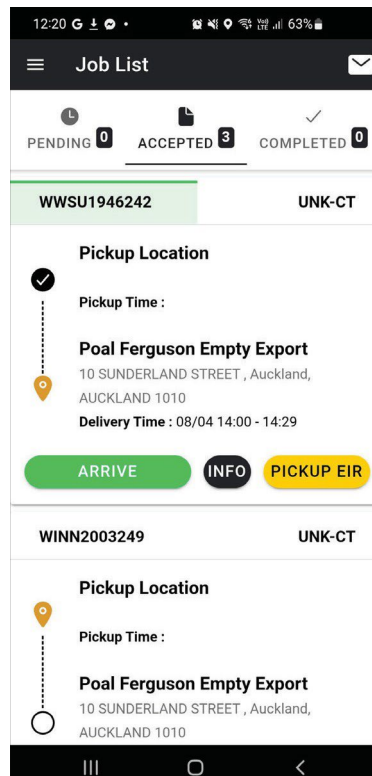 12:20 G 63%
Job List
PENDING 0 ACCEPTED 3 COMPLETED 0
WWSU1946242 UNK-CT
Pickup Location
Pickup Time :
Poal Ferguson Empty Export
10 SUNDERLAND STREET , Auckland,
AUCKLAND 1010
Delivery Time : 08/04 14:00 - 14:29
ARRIVE INFO PICKUP EIR
WINN2003249 UNK-CT
Pickup Location
Pickup Time :
Poal Ferguson Empty Export
10 SUNDERLAND STREET , Auckland,
AUCKLAND 1010